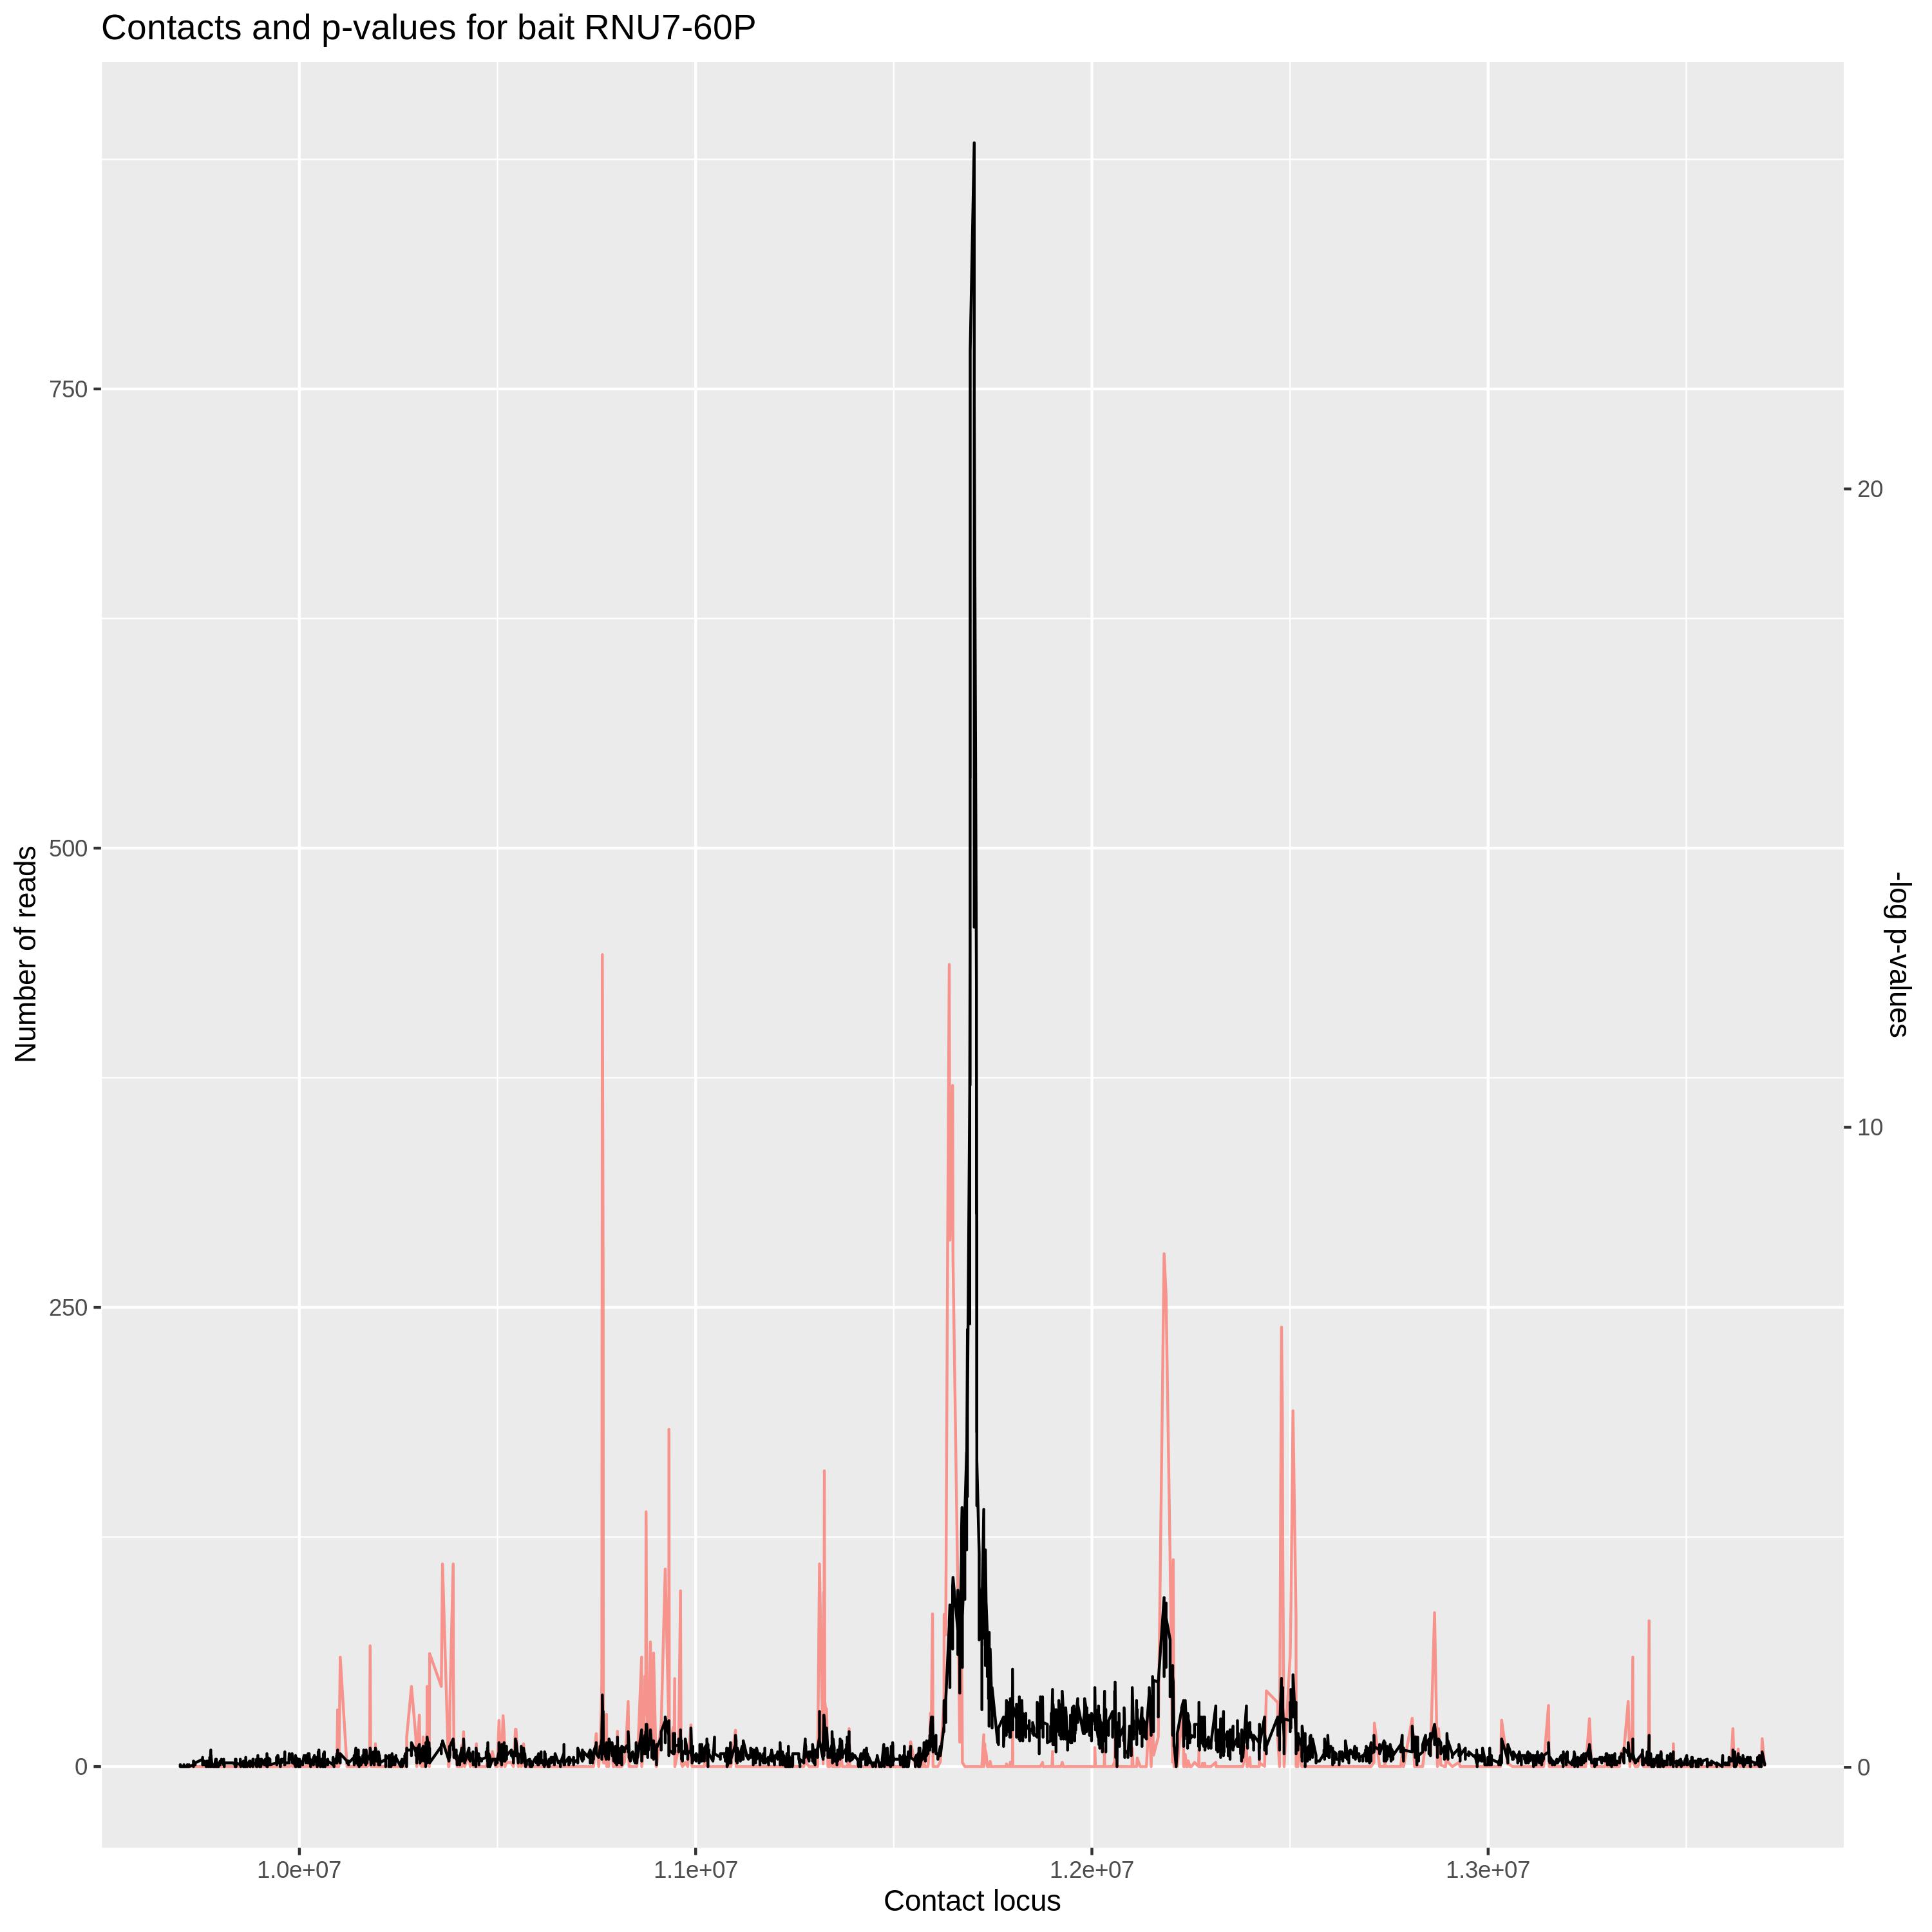 Contacts and p-values for bait RNU7-60P
750
500
250
0
Number of reads
20
10
0
-log p-values
1.0e+07 1.1e+07 1.2e+07 1.3e+07
Contact locus